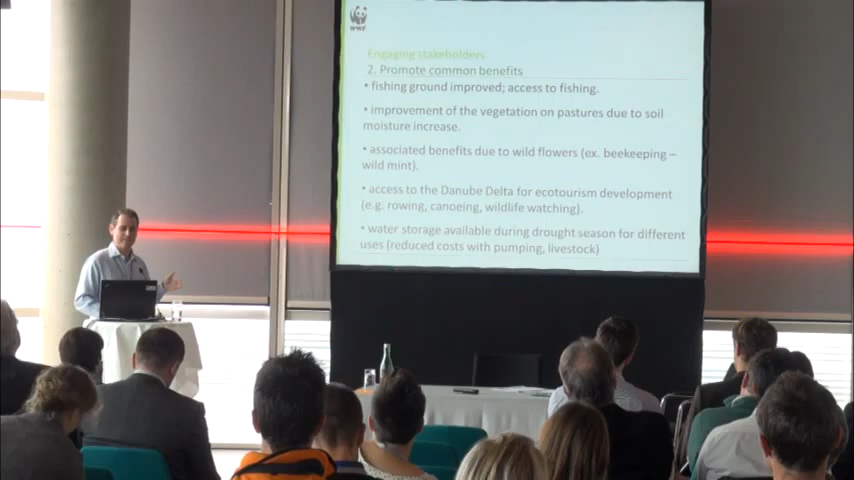 WWF
Engaging stakeholders
2. Promote common benefits
• fishing ground improved; access to fishing.
• improvement of the vegetation on pastures due to soil
moisture increase.
• associated benefits due to wild flowers (ex. beekeeping –
wild mint).
• access to the Danube Delta for ecotourism development
(e.g. rowing, canoeing, wildlife watching).
• water storage available during drought season for different
uses (reduced costs with pumping, livestock)